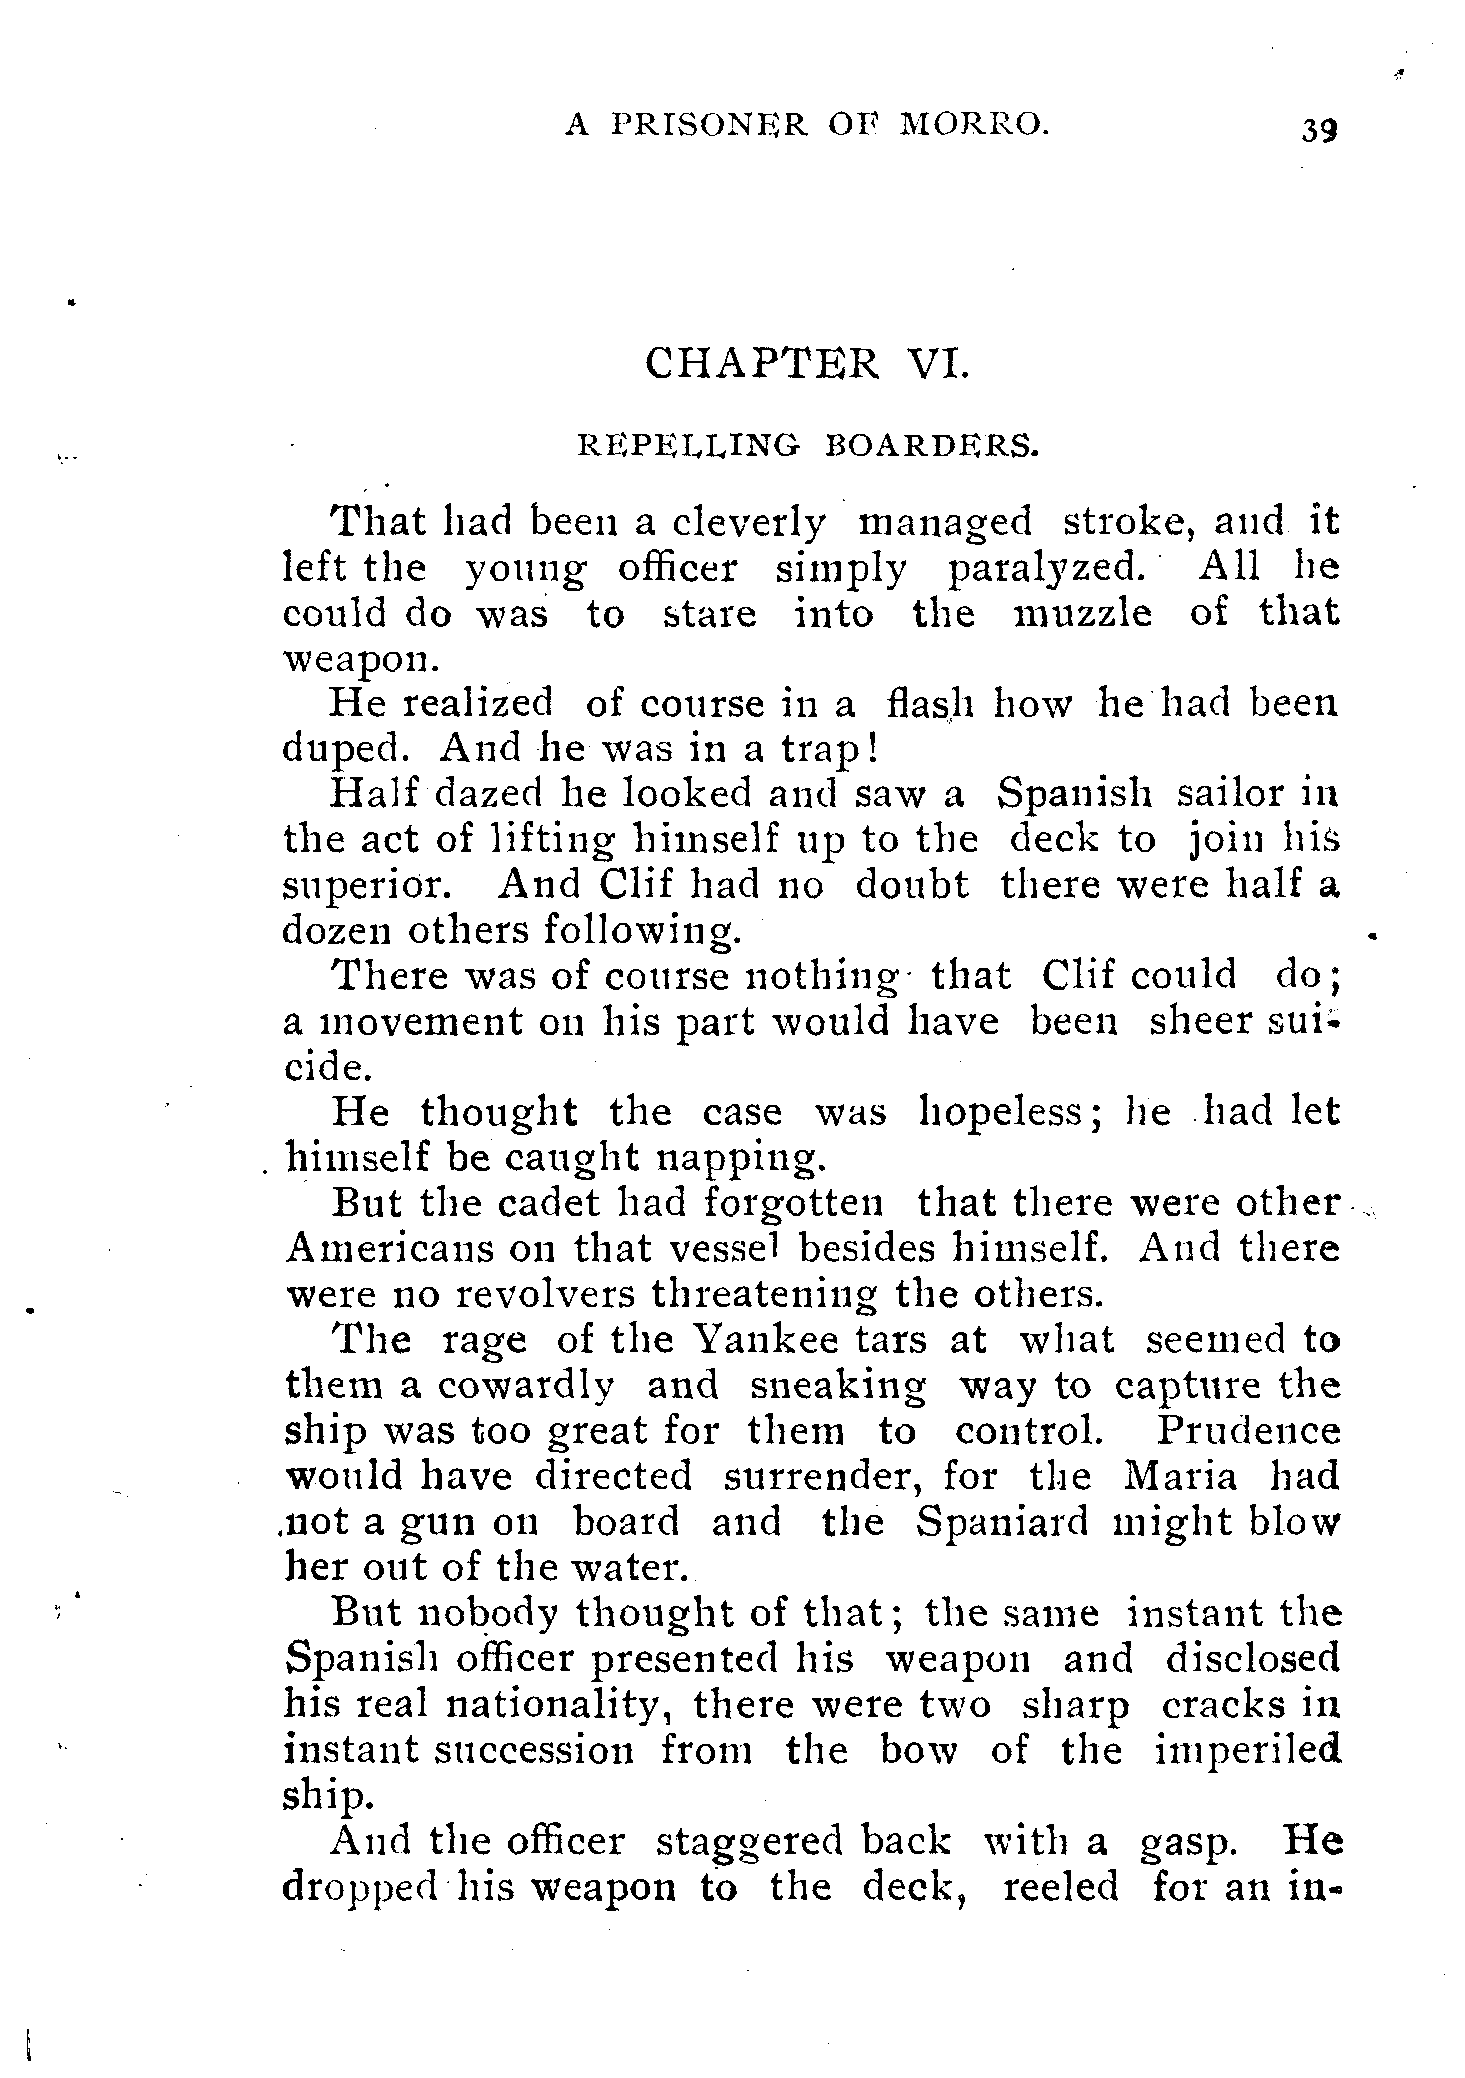 A PRISONER OF MORRO. 39
CHAPTER VI.
REPELLING BOARDERS.
That had been a cleverly managed stroke, and it
left the young officer simply paralyzed. All he
could do was to stare into the muzzle of that
weapon.
He realized of course in a flash how he had been
duped. And he was in a trap!
Half dazed he looked and saw a Spanish sailor in
the act of lifting himself up to the deck to join his
superior. And Clif had no doubt there were half a
dozen others following.
There was of course nothing that Clif could do;
a movement on his part would have been sheer sui-
cide.
He thought the case was hopeless; he had let
himself be caught napping.
But the cadet had forgotten that there were other
Americans on that vessel besides himself. And there
were no revolvers threatening the others.
The rage of the Yankee tars at what seemed to
them a cowardly and sneaking way to capture the
ship was too great for them to control. Prudence
would have directed surrender, for the Maria had
not a gun on board and the Spaniard might blow
her out of the water.
But nobody thought of that; the same instant the
Spanish officer presented his weapon and disclosed
his real nationality, there were two sharp cracks in
instant succession from the bow of the imperiled
ship.
And the officer staggered back with a gasp. He
dropped his weapon to the deck, reeled for an in-